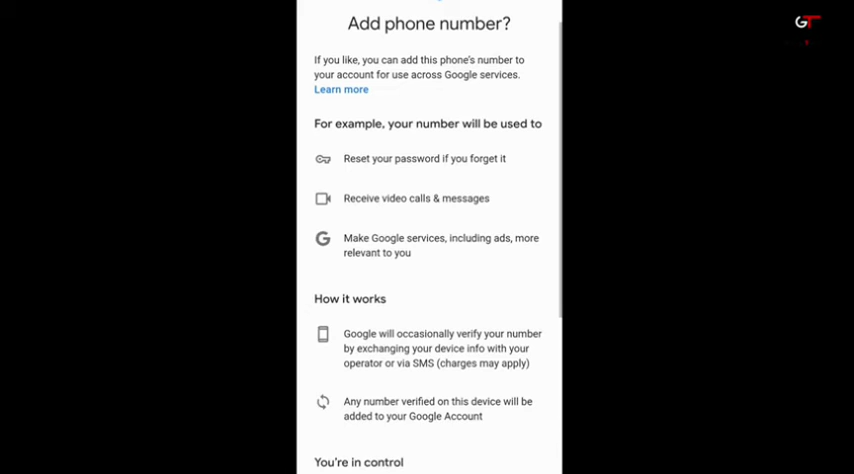 GT
Add phone number?
If you like, you can add this phone's number to
your account for use across Google services.
Learn more
For example, your number will be used to
Reset your password if you forget it
Receive video calls & messages
G
Make Google services, including ads, more
relevant to you
How it works
Google will occasionally verify your number
by exchanging your device info with your
operator or via SMS (charges may apply)
Any number verified on this device will be
added to your Google Account
You're in control